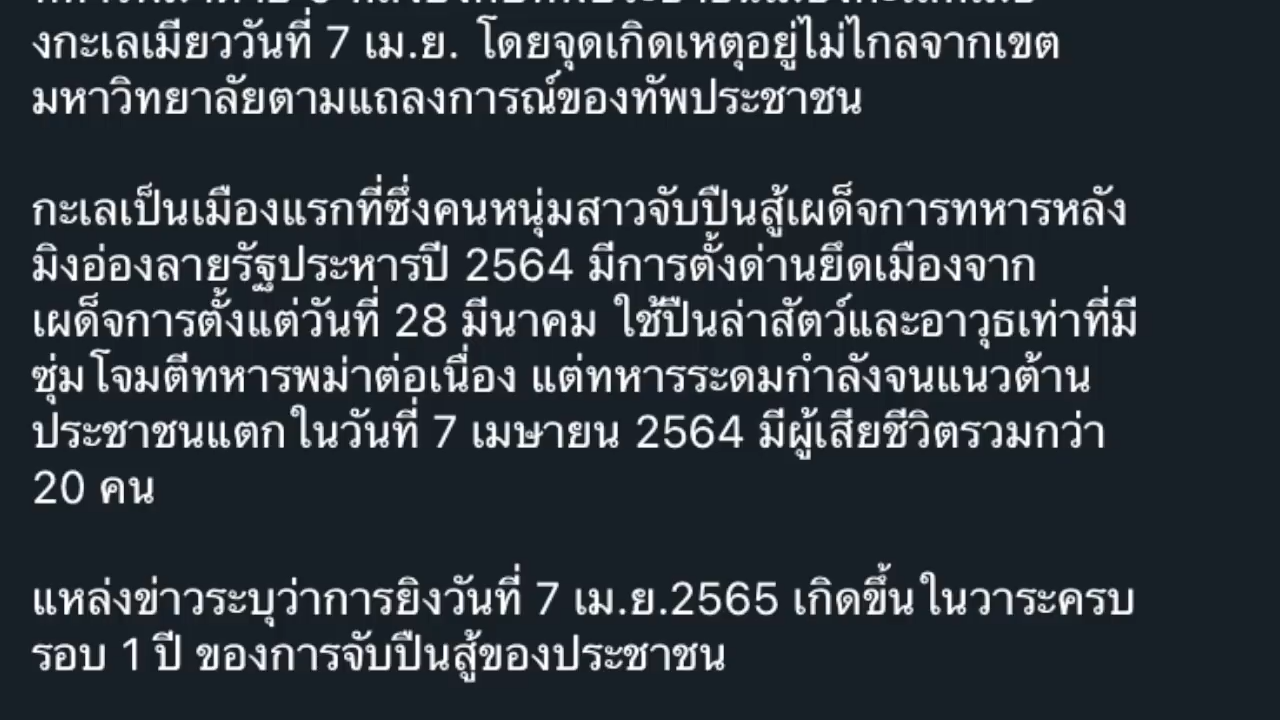 งกะเลเมียววันที่ 7 เม.ย. โดยจุดเกิดเหตุอยู่ไม่ไกลจากเขต
มหาวิทยาลัยตามแถลงการณ์ของทัพประชาชน
กะเลเป็นเมืองแรกที่ซึ่งคนหนุ่มสาวจับปืนสู้เผด็จการทหารหลัง
มิงอ่องลายรัฐประหารปี 2564 มีการตั้งด่านยึดเมืองจาก
เผด็จการตั้งแต่วันที่ 28 มีนาคม ใช้ปืนล่าสัตว์และอาวุธเท่าที่มี
ซุ่มโจมตีทหารพม่าต่อเนื่อง แต่ทหารระดมกำลังจนแนวต้าน
ประชาชนแตกในวันที่ 7 เมษายน 2564 มีผู้เสียชีวิตรวมกว่า
20 คน
แหล่งข่าวระบุว่าการยิงวันที่ 7 เม.ย.2565 เกิดขึ้นในวาระครบ
รอบ 1 ปี ของการจับปืนสู้ของประชาชน